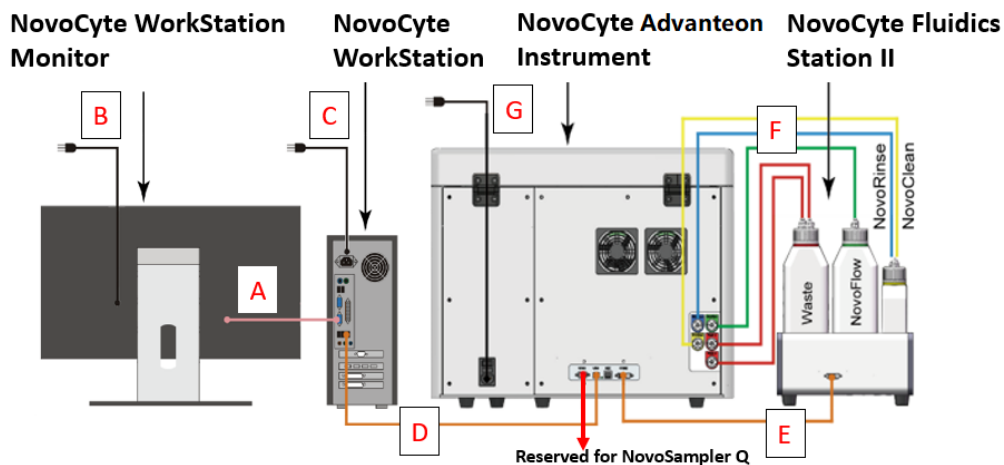 NovoCyte WorkStation
Monitor
NovoCyte
WorkStation
NovoCyte Advanteon
Instrument
NovoCyte Fluidics
Station II
B
C
G
F
A
D
E
NovoRinse
NovoClean
Waste
NovoFlow
Reserved for NovoSampler Q